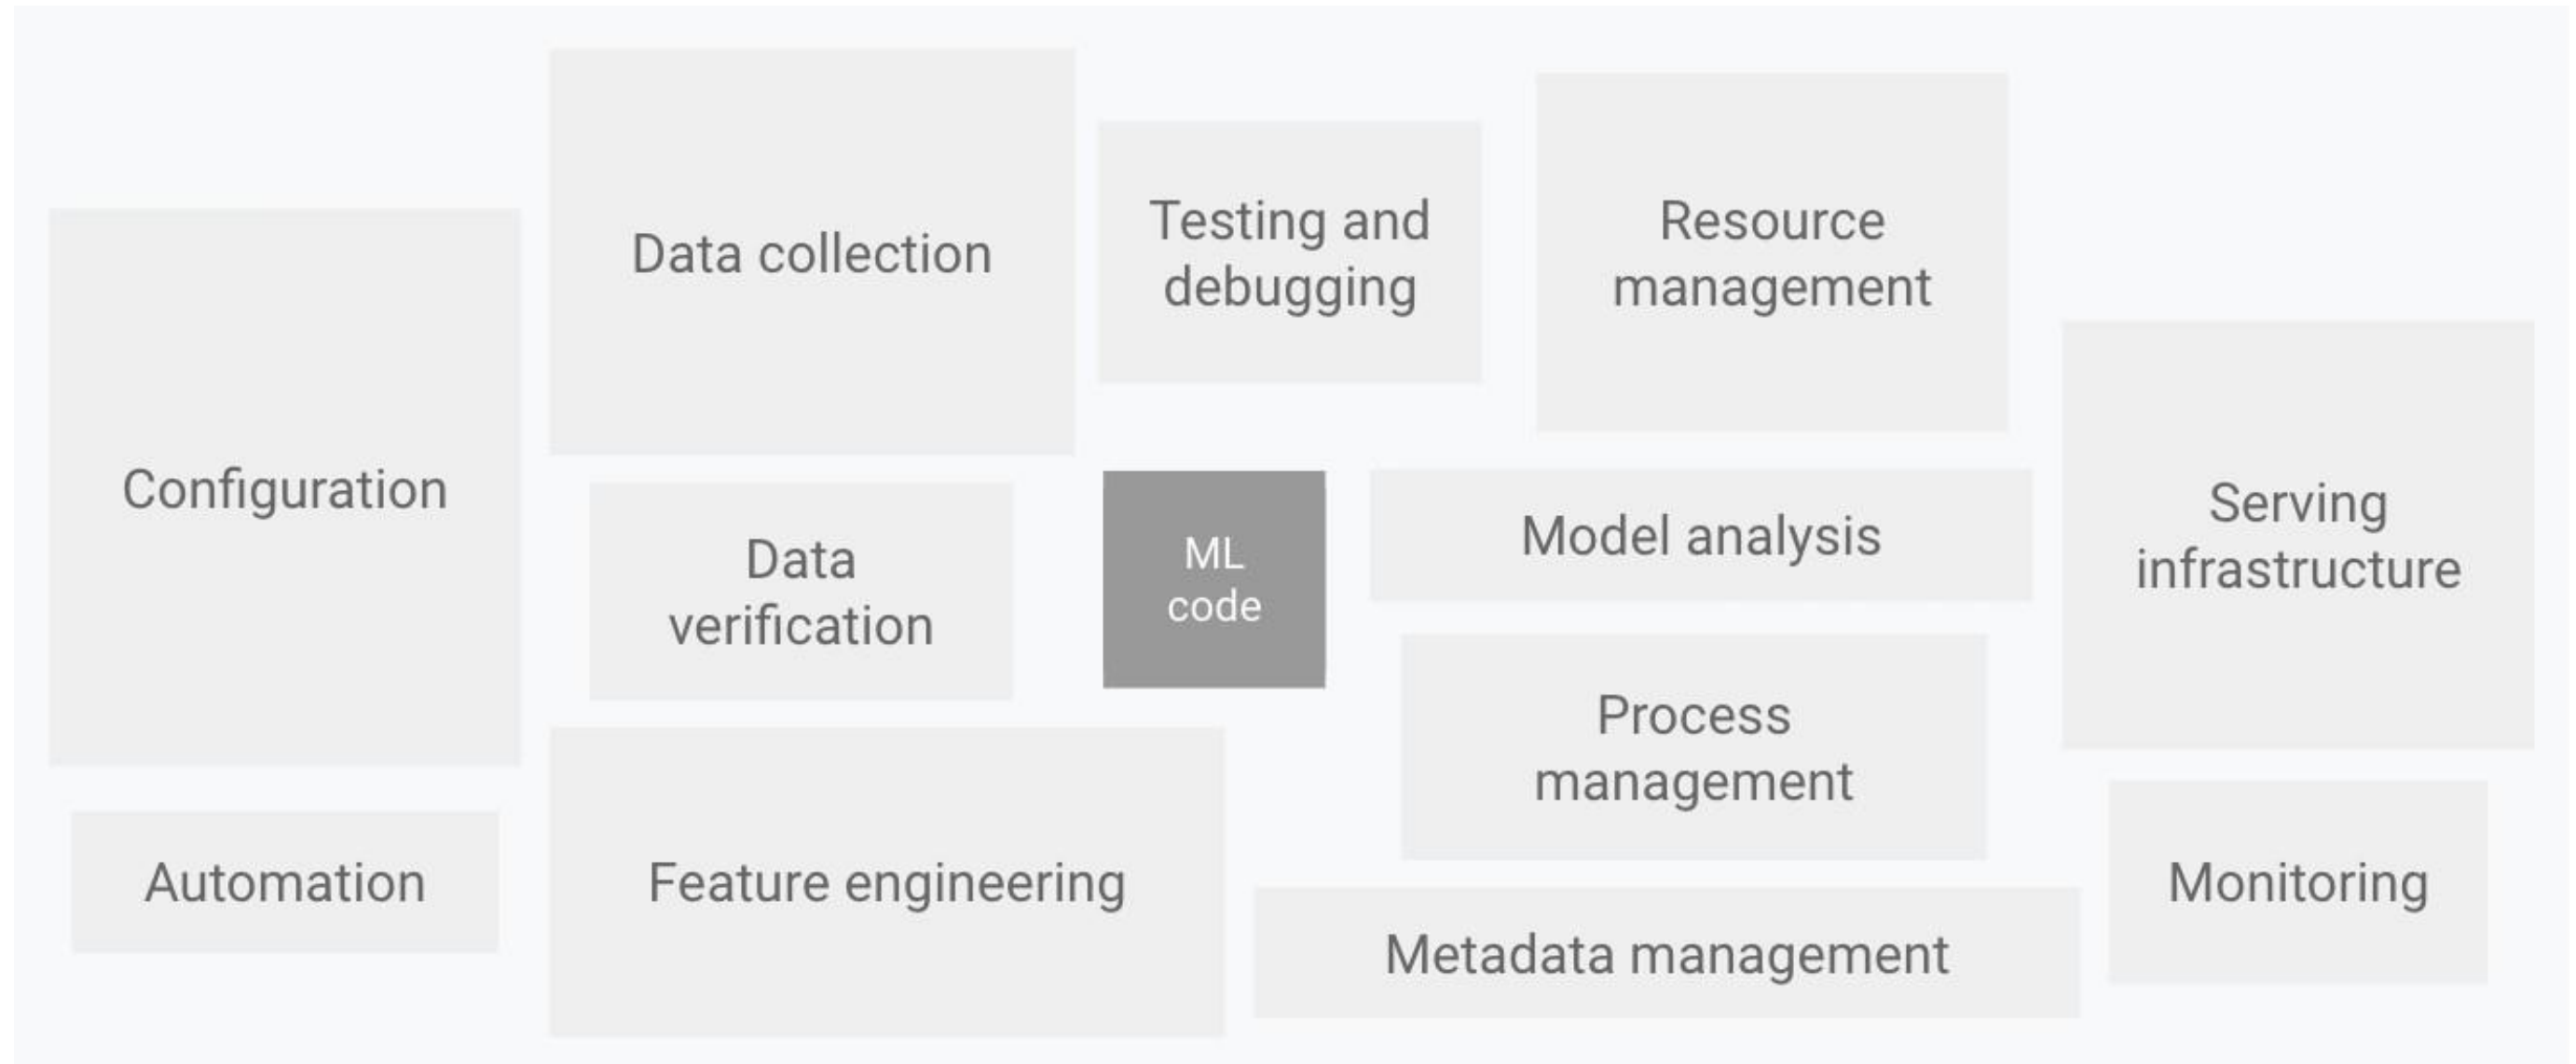 Data collection
Testing and
debugging
Resource
management
Configuration
Data
verification
ML
code
Model analysis
Serving
infrastructure
Process
management
Automation
Feature engineering
Metadata management
Monitoring